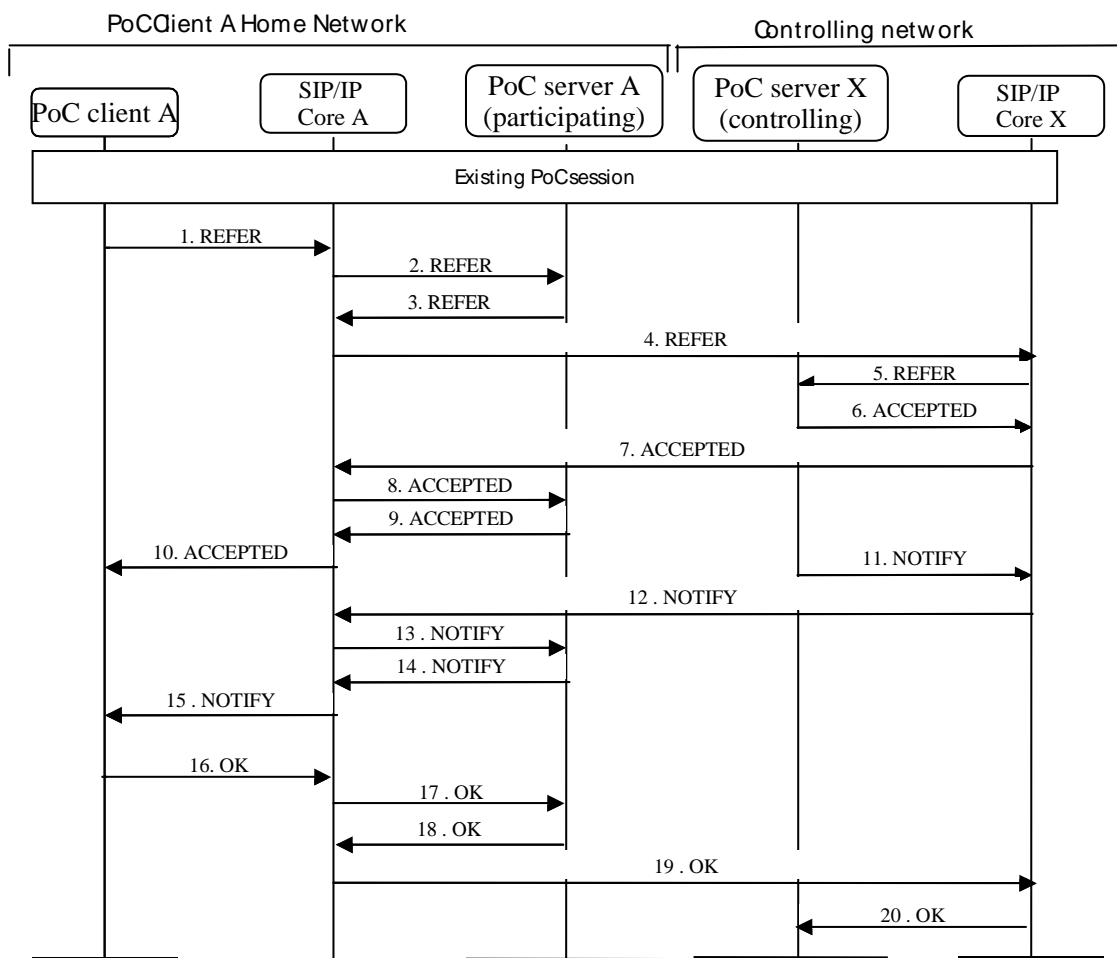 PoCClient A Home Network
Controlling network
PoC client A
SIP/IP
Core A
PoC server A
(participating)
PoC server X
(controlling)
SIP/IP
Core X
Existing PoCsession
1. REFER
2. REFER
3. REFER
4. REFER
5. REFER
6. ACCEPTED
7. ACCEPTED
8. ACCEPTED
9. ACCEPTED
10. ACCEPTED
11. NOTIFY
12 . NOTIFY
13 . NOTIFY
14 . NOTIFY
15 . NOTIFY
16. OK
17 . OK
18 . OK
19 . OK
20 . OK